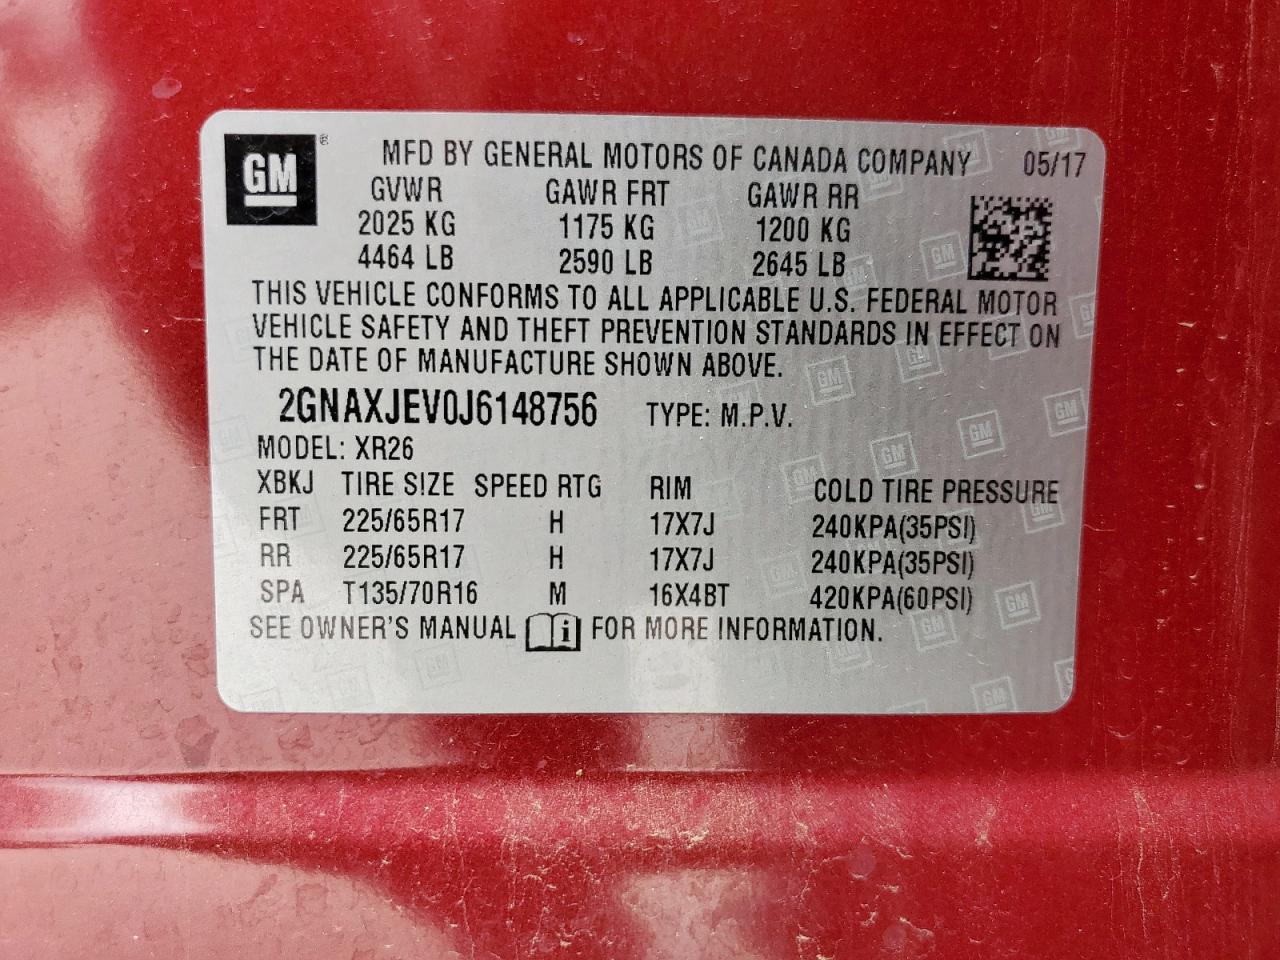 GM ® MFD BY GENERAL MOTORS OF CANADA COMPANY 05/17
GVWR GAWR FRT GAWR RR
2025 KG 1175 KG 1200 KG
4464 LB 2590 LB 2645 LB
THIS VEHICLE CONFORMS TO ALL APPLICABLE U.S. FEDERAL MOTOR
VEHICLE SAFETY AND THEFT PREVENTION STANDARDS IN EFFECT ON
THE DATE OF MANUFACTURE SHOWN ABOVE.
2GNAXJEV0J6148756 TYPE: M.P.V.
MODEL: XR26
XBKJ TIRE SIZE SPEED RTG RIM COLD TIRE PRESSURE
FRT 225/65R17 H 17X7J 240KPA(35PSI)
RR 225/65R17 H 17X7J 240KPA(35PSI)
SPA T135/70R16 M 16X4BT 420KPA(60PSI)
SEE OWNER'S MANUAL i FOR MORE INFORMATION.